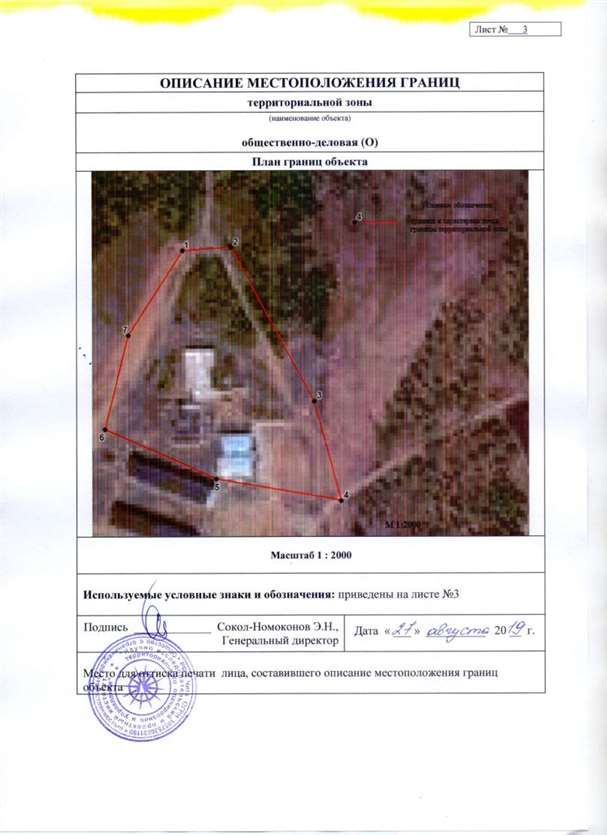 Лист № 3
ОПИСАНИЕ МЕСТОПОЛОЖЕНИЯ ГРАНИЦ
территориальной зоны
(наименование объекта)
общественно-деловая (О)
План границ объекта
4
1 2
7
3
6
5
4
М 1:2000
Масштаб 1 : 2000
Используемые условные знаки и обозначения: приведены на листе №3
Подпись Сокол-Номоконов Э.Н.,
Генеральный директор
Дата «27» августа 2019 г.
Место для оттиска печати лица, составившего описание местоположения границ
объекта